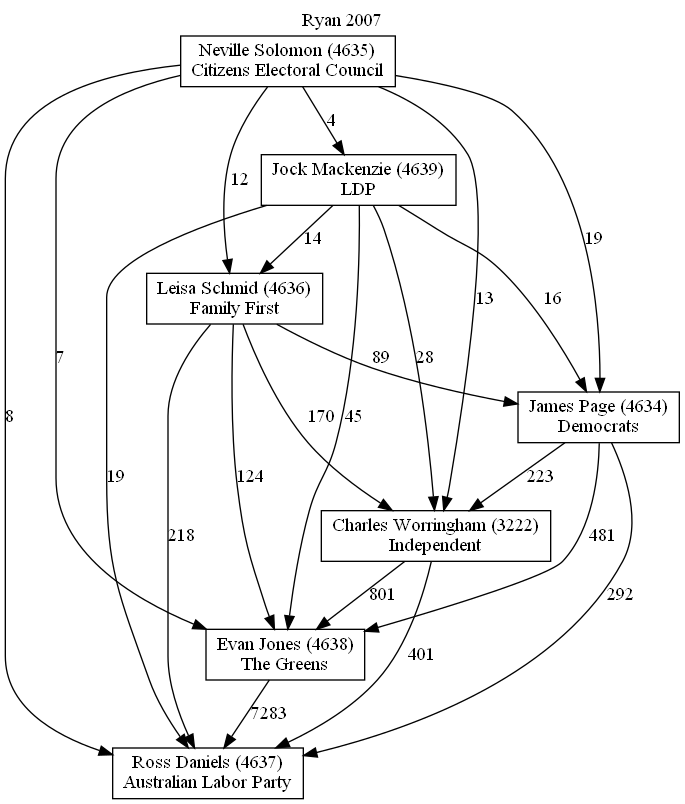 Ryan 2007
Neville Solomon (4635)
Citizens Electoral Council
4
Jock Mackenzie (4639)
LDP
12
14
19
Leisa Schmid (4636)
Family First
13
16
7
89
28
James Page (4634)
Democrats
8
170
45
19
124
223
218
Charles Worringham (3222)
Independent
481
801
292
Evan Jones (4638)
The Greens
401
7283
Ross Daniels (4637)
Australian Labor Party